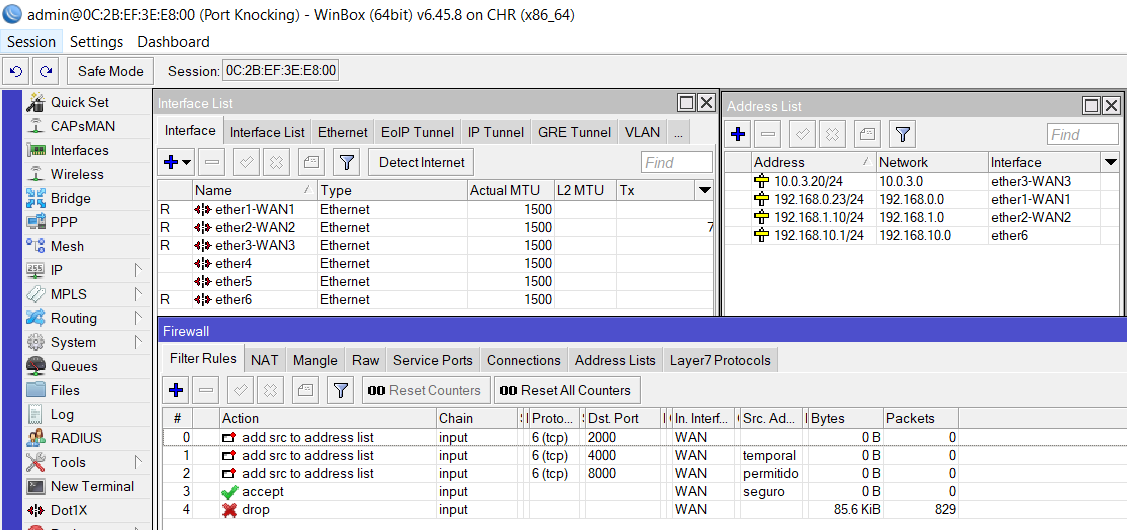 admin@0C:2B:EF:3E:E8:00 (Port Knocking) - WinBox (64bit) v6.45.8 on CHR (x86_64)
Session Settings Dashboard
Safe Mode Session: 0C:2B:EF:3E:E8:00
Quick Set
CAPsMAN
Interfaces
Wireless
Bridge
PPP
Mesh
IP
MPLS
Routing
System
Queues
Files
Log
RADIUS
Tools
New Terminal
Dot1X
Interface List
Interface Interface List Ethernet EoIP Tunnel IP Tunnel GRE Tunnel VLAN ...
Detect Internet Find
Name Type Actual MTU L2 MTU Tx
R ether1-WAN1 Ethernet 1500
R ether2-WAN2 Ethernet 1500 7
R ether3-WAN3 Ethernet 1500
ether4 Ethernet 1500
ether5 Ethernet 1500
R ether6 Ethernet 1500
Address List
Find
Address Network Interface
10.0.3.20/24 10.0.3.0 ether3-WAN3
192.168.0.23/24 192.168.0.0 ether1-WAN1
192.168.1.10/24 192.168.1.0 ether2-WAN2
192.168.10.1/24 192.168.10.0 ether6
Firewall
Filter Rules NAT Mangle Raw Service Ports Connections Address Lists Layer7 Protocols
00 Reset Counters 00 Reset All Counters
# Action Chain Proto... Dst. Port In. Interf... Src. Ad... Bytes Packets
0 add src to address list input 6 (tcp) 2000 WAN 0 B 0
1 add src to address list input 6 (tcp) 4000 WAN temporal 0 B 0
2 add src to address list input 6 (tcp) 8000 WAN permitido 0 B 0
3 accept input WAN seguro 0 B 0
4 drop input WAN 85.6 KiB 829